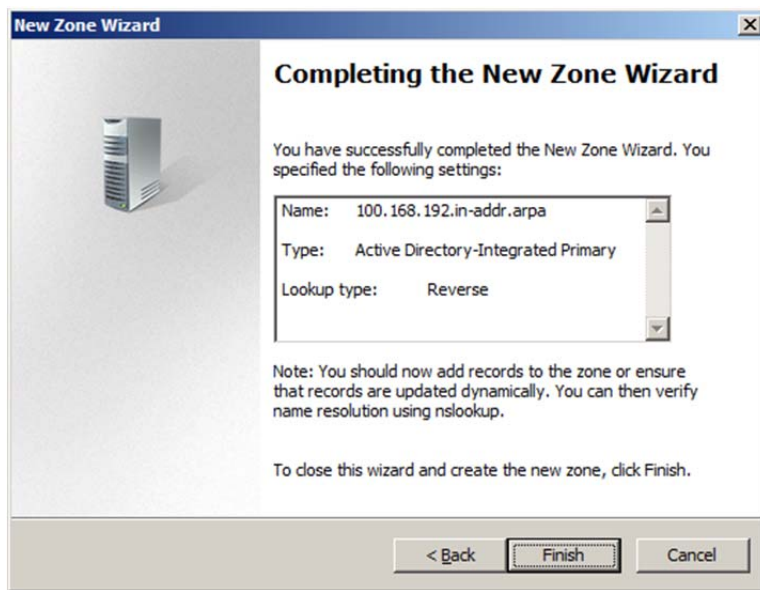 New Zone Wizard
Completing the New Zone Wizard
You have successfully completed the New Zone Wizard. You
specified the following settings:
Name: 100.168.192.in-addr.arpa
Type: Active Directory-Integrated Primary
Lookup type: Reverse
Note: You should now add records to the zone or ensure
that records are updated dynamically. You can then verify
name resolution using nslookup.
To close this wizard and create the new zone, click Finish.
< Back Finish Cancel